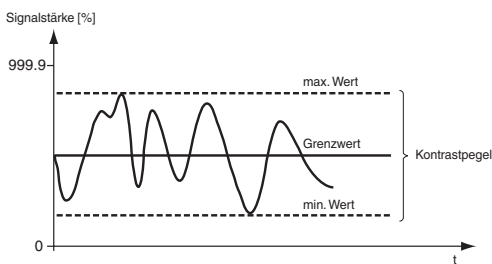 Signalstärke [%]
999.9
max. Wert
Grenzwert
Kontrastpegel
min. Wert
0
t